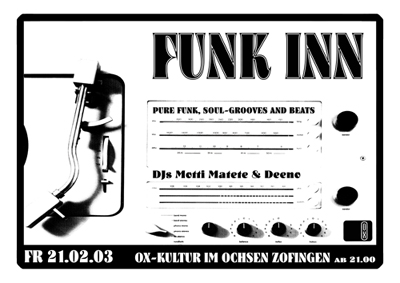 FUNK INN
PURE FUNK, SOUL-GROOVES AND BEATS
DJs Motti Matete & Deeno
FR 21.02.03 OX-KULTUR IM OCHSEN ZOFINGEN AB 21.00